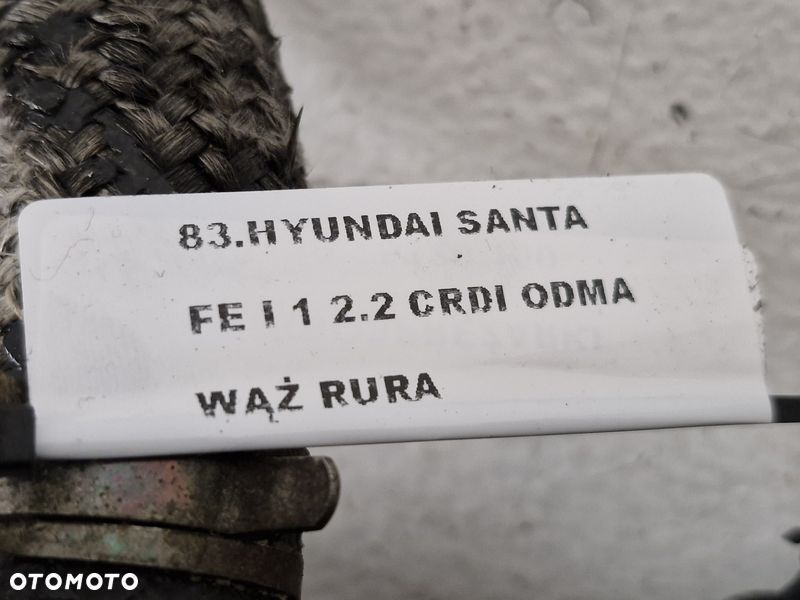 83.HYUNDAI SANTA
FE I 1 2.2 CRDI ODMA
WĄŻ RURA
OTOMOTO